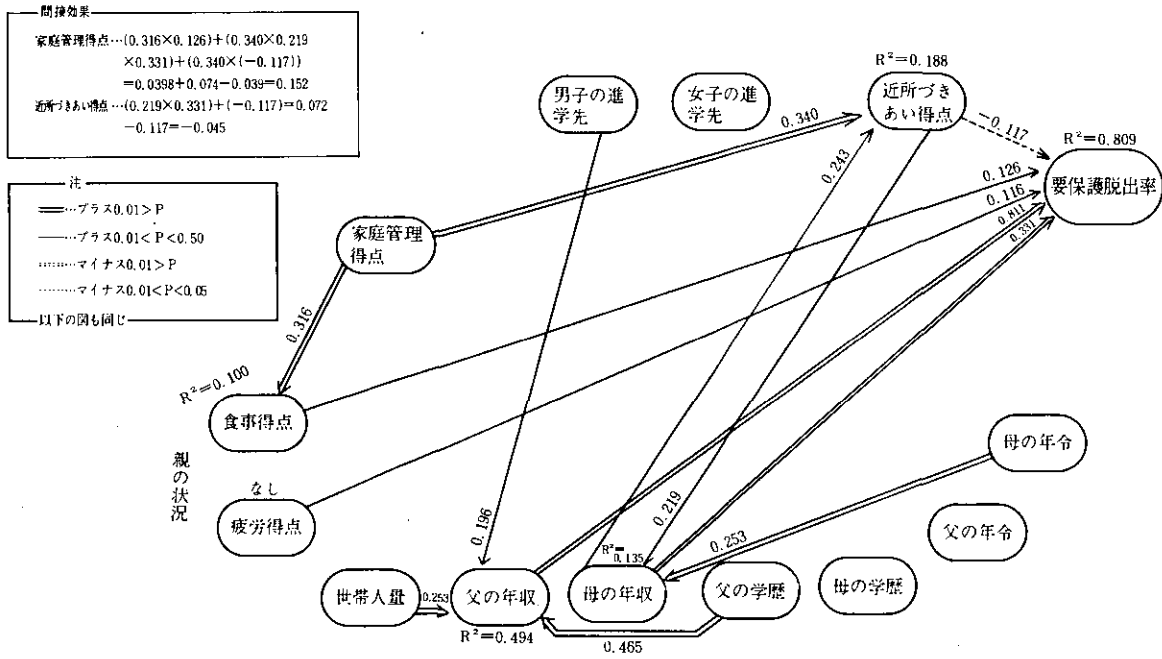 間接効果
家庭管理得点…(0.316×0.126)+(0.340×0.219
×0.331)+(0.340×(−0.117))
=0.0398+0.074−0.039=0.152
近所づきあい得点…(0.219×0.331)+(−0.117)=0.072
−0.117=−0.045
注
…プラス0.01>P
…プラス0.01<P<0.50
…マイナス0.01>P
…マイナス0.01<P<0.05
以下の図も同じ
男子の進
学先
女子の進
学先
R²=0.188
近所づき
あい得点
−0.117
R²=0.809
要保護脱出率
0.340
0.243
0.126
0.116
0.811
0.331
家庭管理
得点
0.316
R²=0.100
食事得点
親の状況
なし
疲労得点
0.196
0.219
0.253
母の年令
父の年令
世帯人量
0.253
父の年収
R²=0.494
R²=
0.135
母の年収
父の学歴
母の学歴
0.465